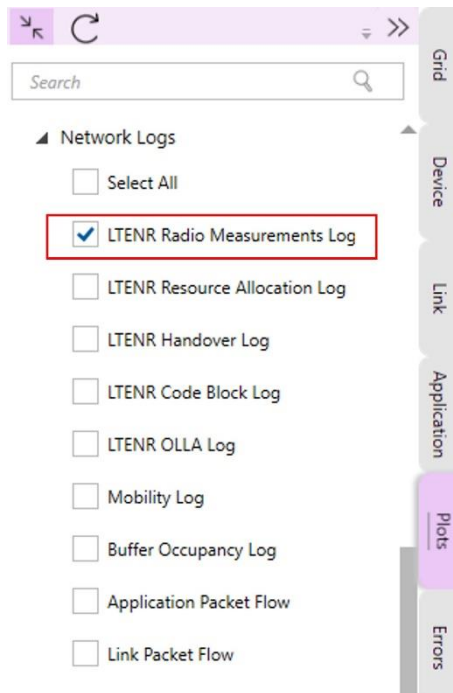 Search
Network Logs
Select All
LTENR Radio Measurements Log
LTENR Resource Allocation Log
LTENR Handover Log
LTENR Code Block Log
LTENR OLLA Log
Mobility Log
Buffer Occupancy Log
Application Packet Flow
Link Packet Flow
Grid
Device
Link
Application
Plots
Errors